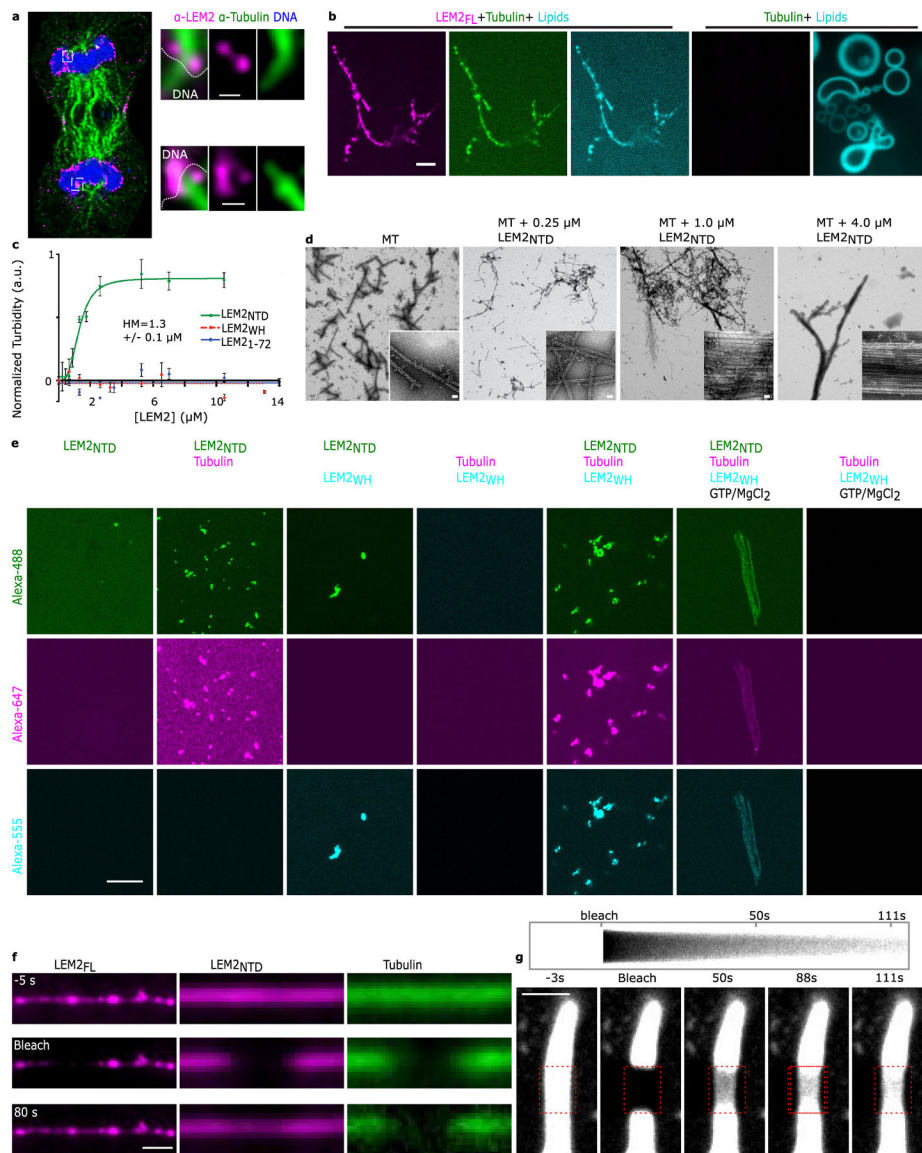 a
α-LEM2 α-Tubulin DNA
DNA
DNA
b
LEM2FL+Tubulin+ Lipids
Tubulin+ Lipids
c
Normalized Turbidity (a.u.)
1
0
LEM2NTD
LEM2WH
LEM21-72
HM=1.3
+/- 0.1 µM
2 6 10 14
[LEM2] (µM)
d
MT
MT + 0.25 µM
LEM2NTD
MT + 1.0 µM
LEM2NTD
MT + 4.0 µM
LEM2NTD
e
LEM2NTD
LEM2NTD
Tubulin
LEM2NTD
LEM2WH
Tubulin
LEM2WH
LEM2NTD
Tubulin
LEM2WH
LEM2NTD
Tubulin
LEM2WH
GTP/MgCl2
Tubulin
LEM2WH
GTP/MgCl2
Alexa-488
Alexa-647
Alexa-555
f
LEM2FL
LEM2NTD
Tubulin
-5 s
Bleach
80 s
bleach 50s 111s
g
-3s Bleach 50s 88s 111s